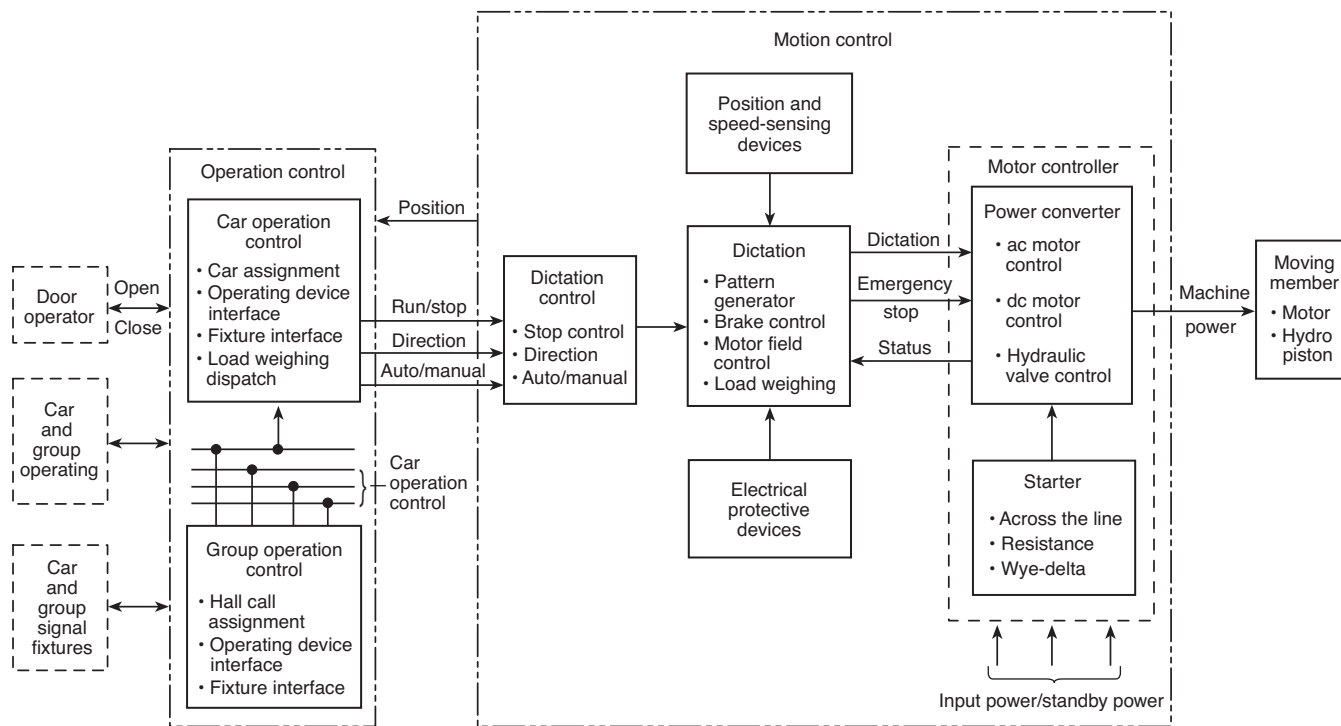 Motion control
Position and
speed-sensing
devices
Operation control
Motor controller
Car operation
control
• Car assignment
• Operating device
interface
• Fixture interface
• Load weighing
dispatch
Position
Door
operator
Open
Close
Run/stop
Direction
Auto/manual
Dictation
control
• Stop control
• Direction
• Auto/manual
Dictation
• Pattern
generator
• Brake control
• Motor field
control
• Load weighing
Dictation
Emergency
stop
Status
Power converter
• ac motor
control
• dc motor
control
• Hydraulic
valve control
Machine
power
Moving
member
• Motor
• Hydro
piston
Car
and
group
operating
Car
operation
control
Electrical
protective
devices
Starter
• Across the line
• Resistance
• Wye-delta
Car
and
group
signal
fixtures
Group operation
control
• Hall call
assignment
• Operating device
interface
• Fixture interface
Input power/standby power